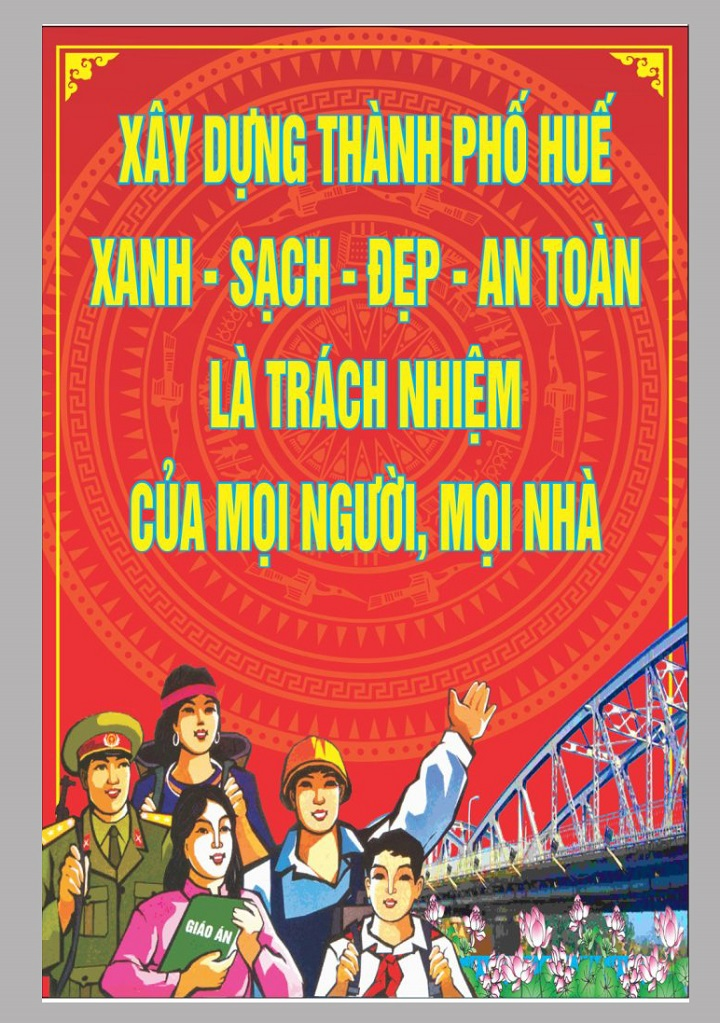 XÂY DỰNG THÀNH PHỐ HUẾ
XANH - SẠCH - ĐẸP - AN TOÀN
LÀ TRÁCH NHIỆM
CỦA MỌI NGƯỜI, MỌI NHÀ
GIÁO ÁN